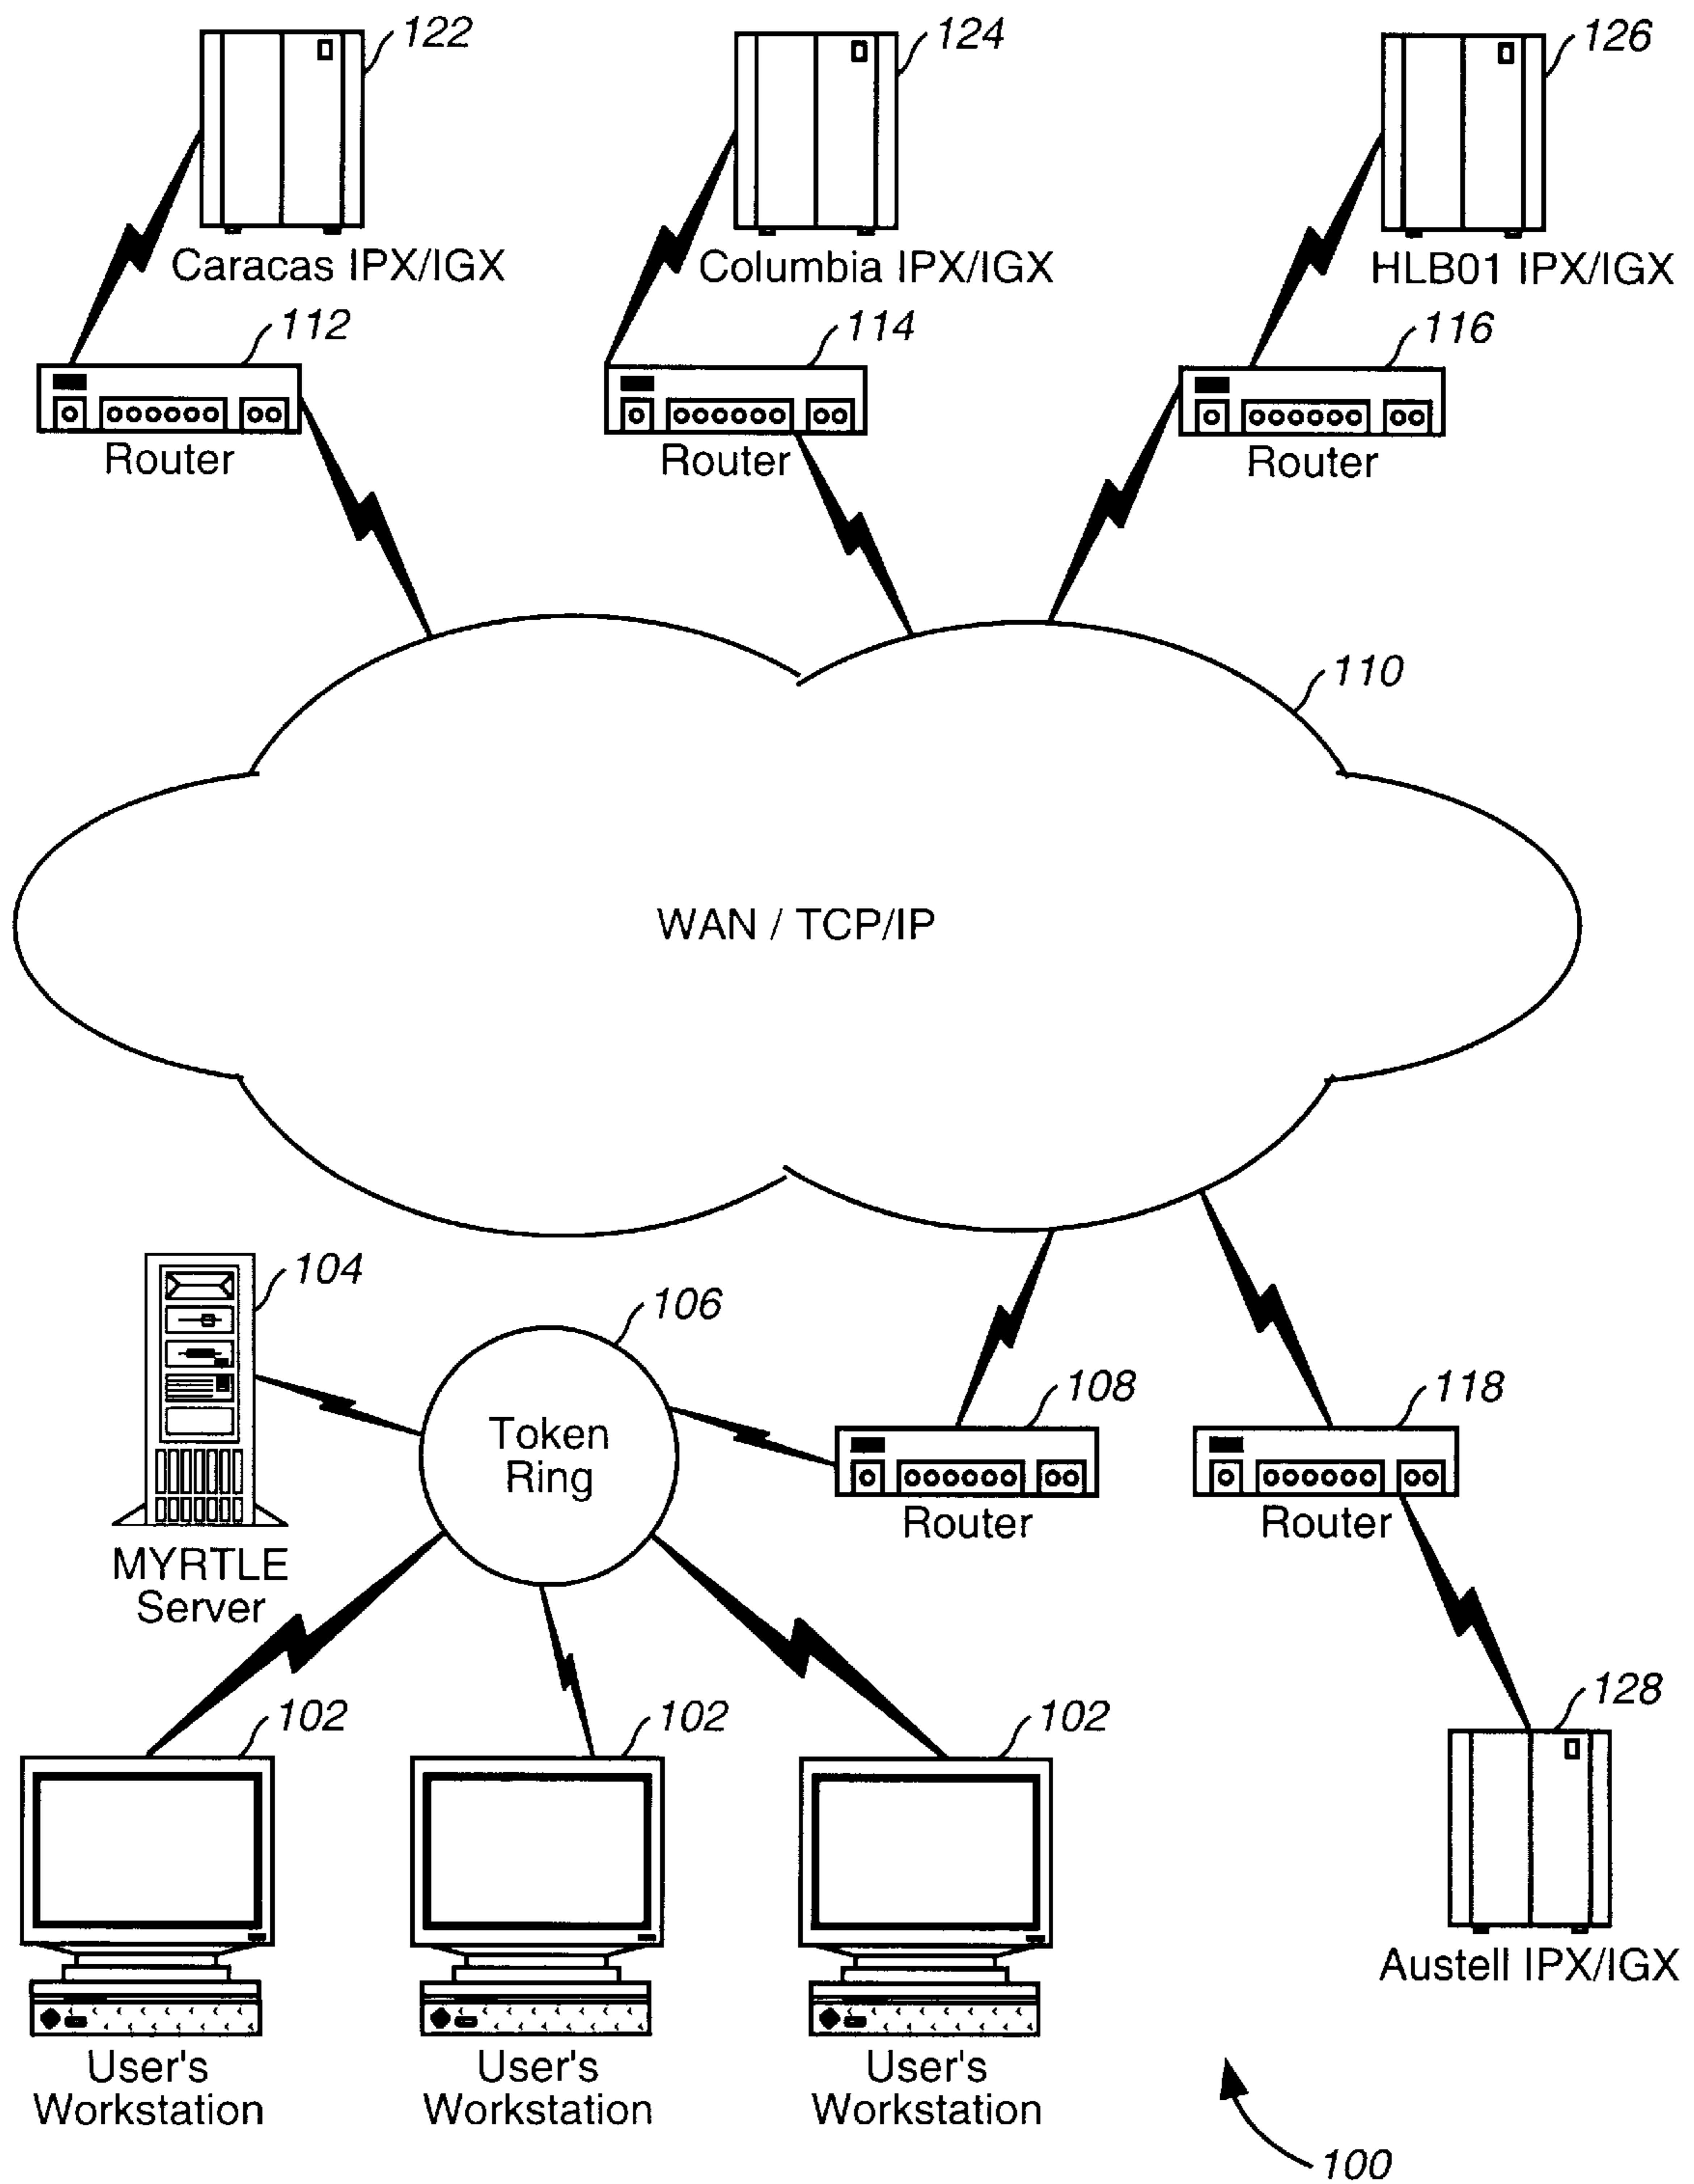 122
124
126
Caracas IPX/IGX
Columbia IPX/IGX
HLB01 IPX/IGX
112
114
116
Router
Router
Router
110
WAN / TCP/IP
104
106
108
118
Token
Ring
Router
Router
MYRTLE
Server
102
102
102
128
Austell IPX/IGX
User's
Workstation
User's
Workstation
User's
Workstation
100